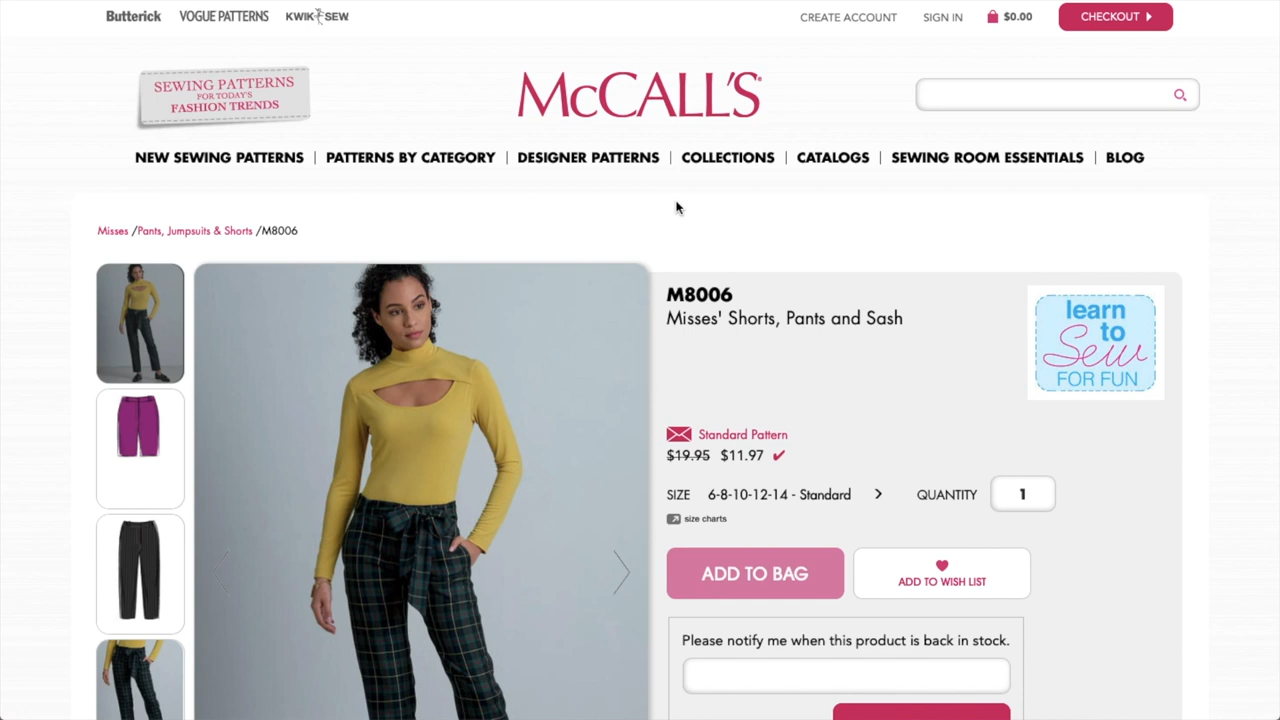 Butterick VOGUE PATTERNS KWIK SEW CREATE ACCOUNT SIGN IN $0.00 CHECKOUT
SEWING PATTERNS
FOR TODAY'S
FASHION TRENDS
McCALL'S
NEW SEWING PATTERNS | PATTERNS BY CATEGORY | DESIGNER PATTERNS | COLLECTIONS | CATALOGS | SEWING ROOM ESSENTIALS | BLOG
Misses /Pants, Jumpsuits & Shorts /M8006
M8006
Misses' Shorts, Pants and Sash
learn
to
Sew
FOR FUN
Standard Pattern
$19.95 $11.97
SIZE 6-8-10-12-14 - Standard QUANTITY 1
size charts
ADD TO BAG
ADD TO WISH LIST
Please notify me when this product is back in stock.